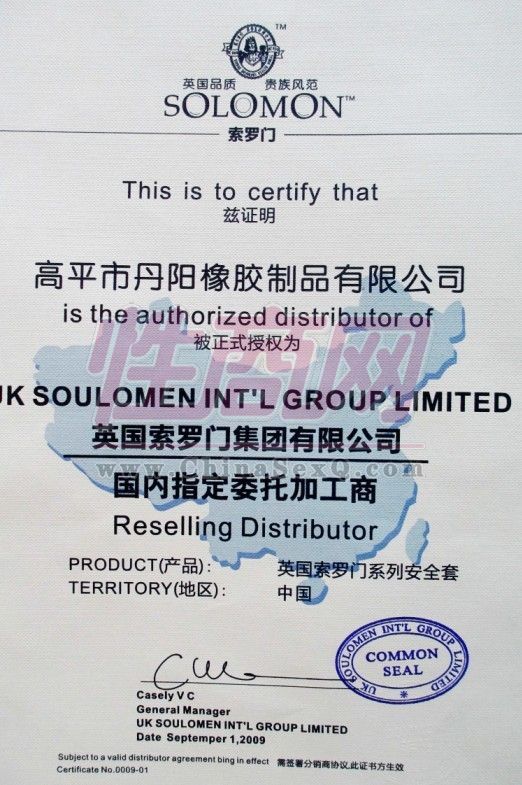 TM
英国品质 贵族风范
SOLOMON™
索罗门
This is to certify that
兹证明
高平市丹阳橡胶制品有限公司
is the authorized distributor of
被正式授权为
UK SOULOMEN INT'L GROUP LIMITED
英国索罗门集团有限公司
国内指定委托加工商
Reselling Distributor
PRODUCT(产品): 英国索罗门系列安全套
TERRITORY(地区): 中国
UK SOULOMEN INT'L GROUP LIMITED
COMMON
SEAL
Casely V C
General Manager
UK SOULOMEN INT'L GROUP LIMITED
Date Septemper 1,2009
Subject to a valid distributor agreement bing in effect 需签署分销商协议,此证书方生效
Certificate No.0009-01
性商网
www.ChinaSexQ.com